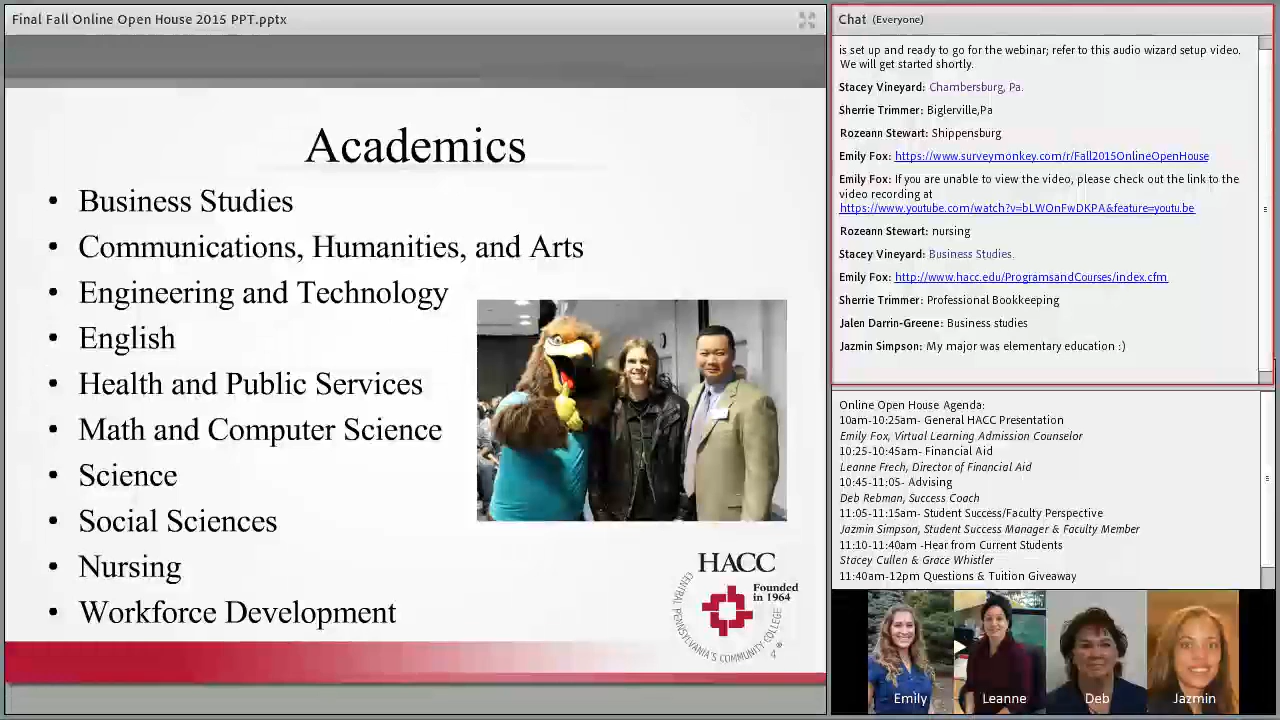 Final Fall Online Open House 2015 PPT.pptx
Academics
• Business Studies
• Communications, Humanities, and Arts
• Engineering and Technology
• English
• Health and Public Services
• Math and Computer Science
• Science
• Social Sciences
• Nursing
• Workforce Development
HACC
Founded
in 1964
CENTRAL PENNSYLVANIA'S COMMUNITY COLLEGE
Chat (Everyone)
is set up and ready to go for the webinar; refer to this audio wizard setup video.
We will get started shortly.
Stacey Vineyard: Chambersburg, Pa.
Sherrie Trimmer: Biglerville,Pa
Rozeann Stewart: Shippensburg
Emily Fox: https://www.surveymonkey.com/r/Fall2015OnlineOpenHouse
Emily Fox: If you are unable to view the video, please check out the link to the
video recording at
https://www.youtube.com/watch?v=bLWOnFwDKPA&feature=youtu.be
Rozeann Stewart: nursing
Stacey Vineyard: Business Studies.
Emily Fox: http://www.hacc.edu/ProgramsandCourses/index.cfm
Sherrie Trimmer: Professional Bookkeeping
Jalen Darrin-Greene: Business studies
Jazmin Simpson: My major was elementary education :)
Online Open House Agenda:
10am-10:25am- General HACC Presentation
Emily Fox, Virtual Learning Admission Counselor
10:25-10:45am- Financial Aid
Leanne Frech, Director of Financial Aid
10:45-11:05- Advising
Deb Rebman, Success Coach
11:05-11:15am- Student Success/Faculty Perspective
Jazmin Simpson, Student Success Manager & Faculty Member
11:10-11:40am -Hear from Current Students
Stacey Cullen & Grace Whistler
11:40am-12pm Questions & Tuition Giveaway
Emily
Leanne
Deb
Jazmin